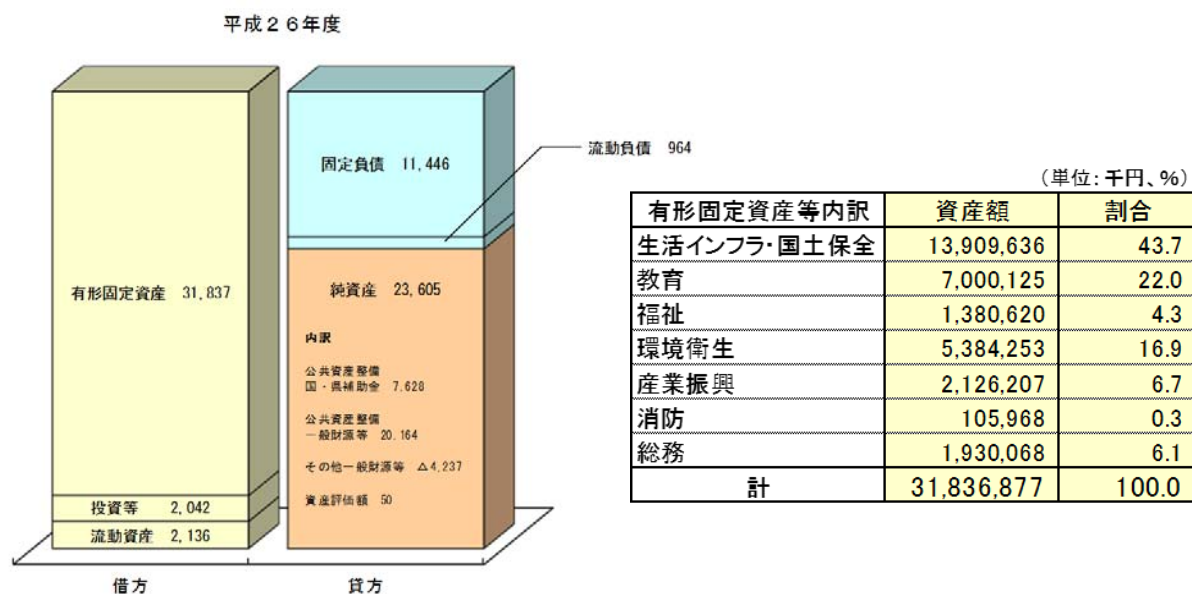 平成26年度
固定負債 11,446
流動負債 964
有形固定資産 31,837
純資産 23,605
内訳
公共資産整備
国・県補助金 7,628
公共資産整備
一般財源等 20,164
その他一般財源等 △4,237
資産評価額 50
投資等 2,042
流動資産 2,136
借方 貸方
(単位:千円、%)
有形固定資産等内訳 資産額 割合
生活インフラ・国土保全 13,909,636 43.7
教育 7,000,125 22.0
福祉 1,380,620 4.3
環境衛生 5,384,253 16.9
産業振興 2,126,207 6.7
消防 105,968 0.3
総務 1,930,068 6.1
計 31,836,877 100.0